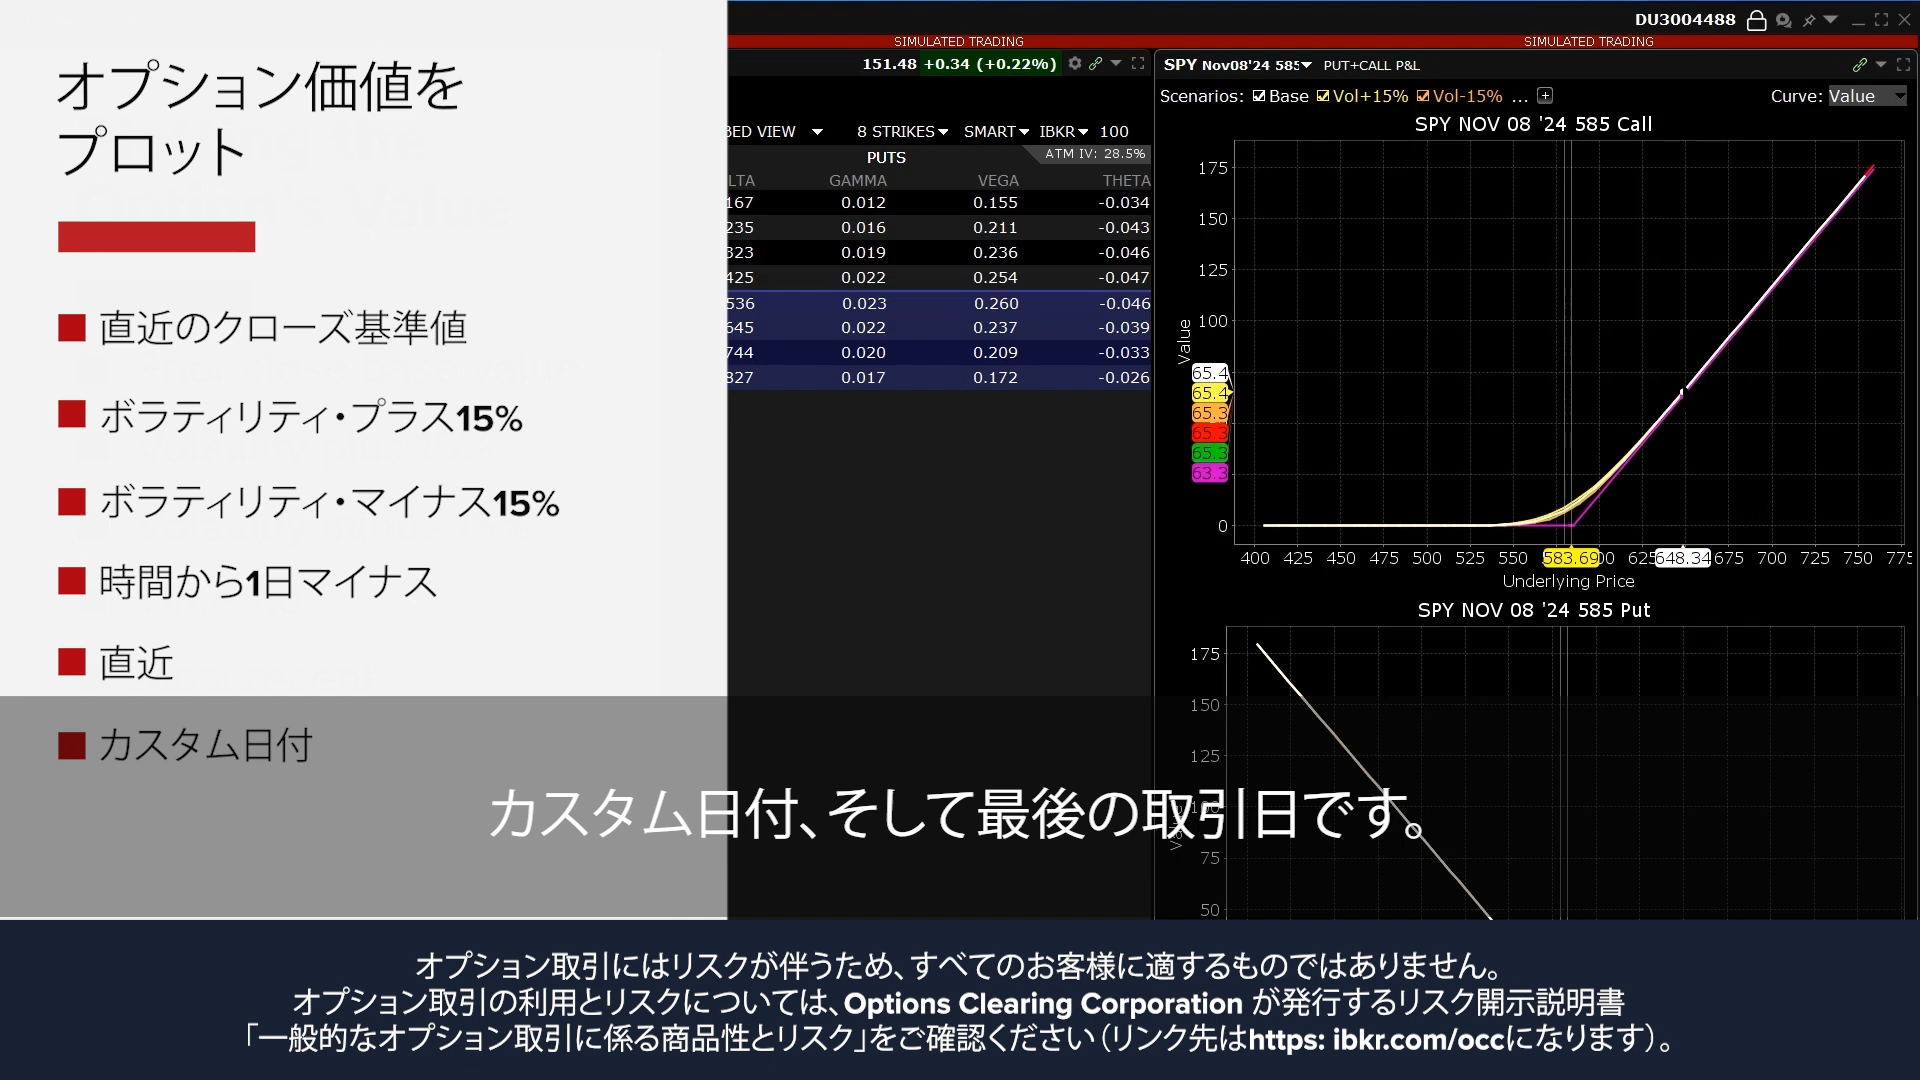 オプション価値を
プロット
直近のクローズ基準値
ボラティリティ・プラス15%
ボラティリティ・マイナス15%
時間から1日マイナス
直近
カスタム日付
DU3004488
SIMULATED TRADING
SIMULATED TRADING
151.48 +0.34 (+0.22%)
8 STRIKES SMART IBKR 100
PUTS
ATM IV: 28.5%
GAMMA VEGA THETA
0.012 0.155 -0.034
0.016 0.211 -0.043
0.019 0.236 -0.046
0.022 0.254 -0.047
0.023 0.260 -0.046
0.022 0.237 -0.039
0.020 0.209 -0.033
0.017 0.172 -0.026
SPY Nov08'24 585 PUT+CALL P&L
Scenarios: Base Vol+15% Vol-15% ... Curve: Value
SPY NOV 08 '24 585 Call
175
150
125
100
Value
65.4
65.4
65.3
65.3
65.3
63.3
0
400 425 450 475 500 525 550 583.69 625 648.34 675 700 725 750 775
Underlying Price
SPY NOV 08 '24 585 Put
175
150
125
100
75
50
カスタム日付、そして最後の取引日です。
オプション取引にはリスクが伴うため、すべてのお客様に適するものではありません。
オプション取引の利用とリスクについては、Options Clearing Corporation が発行するリスク開示説明書
「一般的なオプション取引に係る商品性とリスク」をご確認ください（リンク先はhttps: ibkr.com/occになります）。